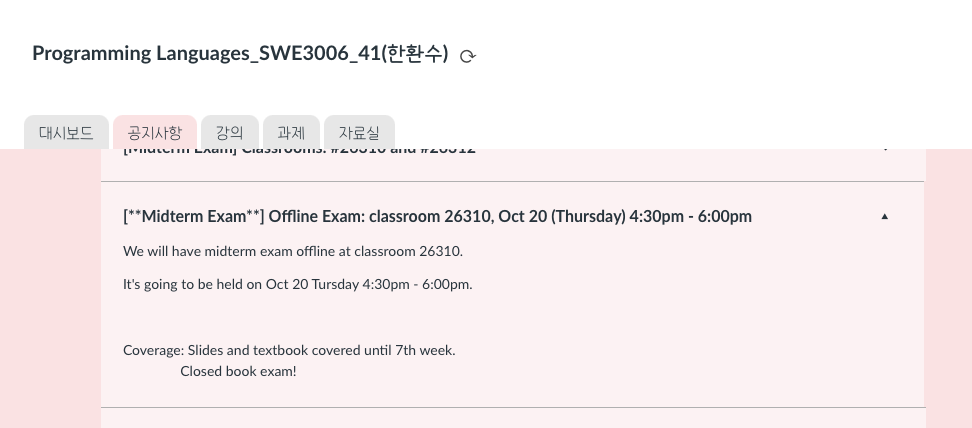 Programming Languages_SWE3006_41(한환수)
대시보드 공지사항 강의 과제 자료실
[Midterm Exam] Classrooms: #26310 and #26312
[**Midterm Exam**] Offline Exam: classroom 26310, Oct 20 (Thursday) 4:30pm - 6:00pm
We will have midterm exam offline at classroom 26310.
It's going to be held on Oct 20 Tursday 4:30pm - 6:00pm.
Coverage: Slides and textbook covered until 7th week.
Closed book exam!